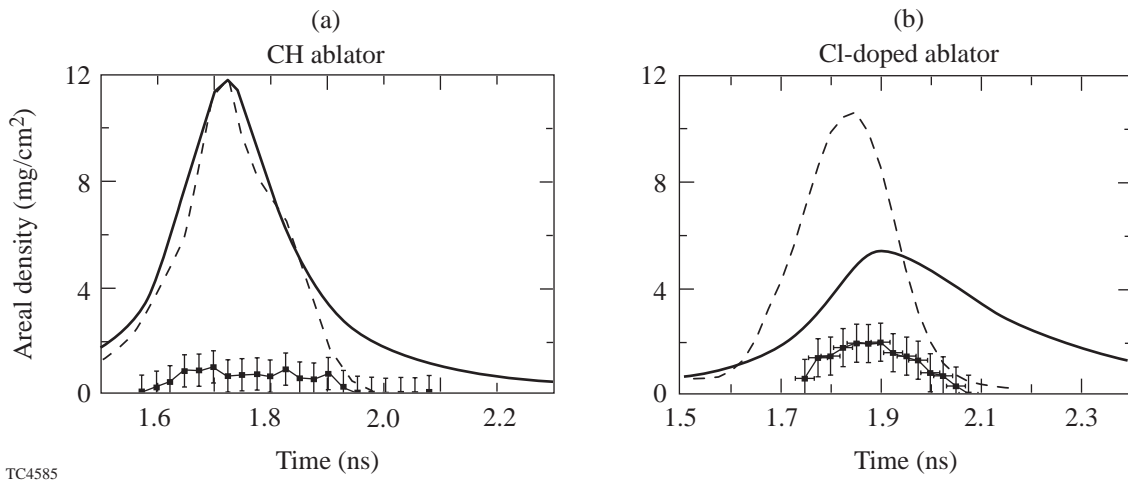 (a)
CH ablator
(b)
Cl-doped ablator
Areal density (mg/cm²)
12
8
4
0
1.6
1.8
2.0
2.2
Time (ns)
12
8
4
0
1.5
1.7
1.9
2.1
2.3
Time (ns)
TC4585